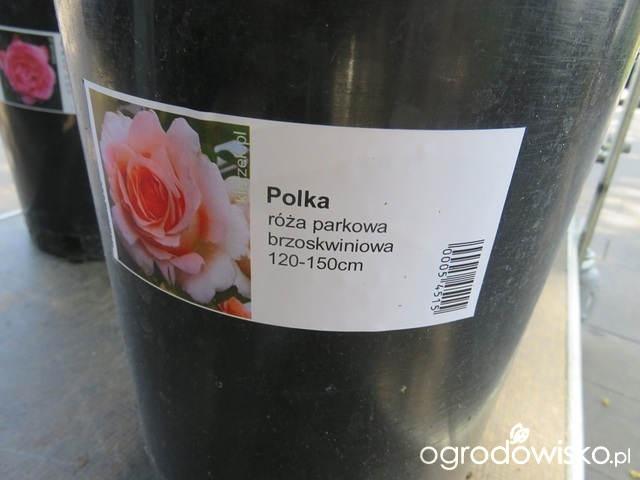 Polka
róża parkowa
brzoskwiniowa
120-150cm
ogrodowisko.pl